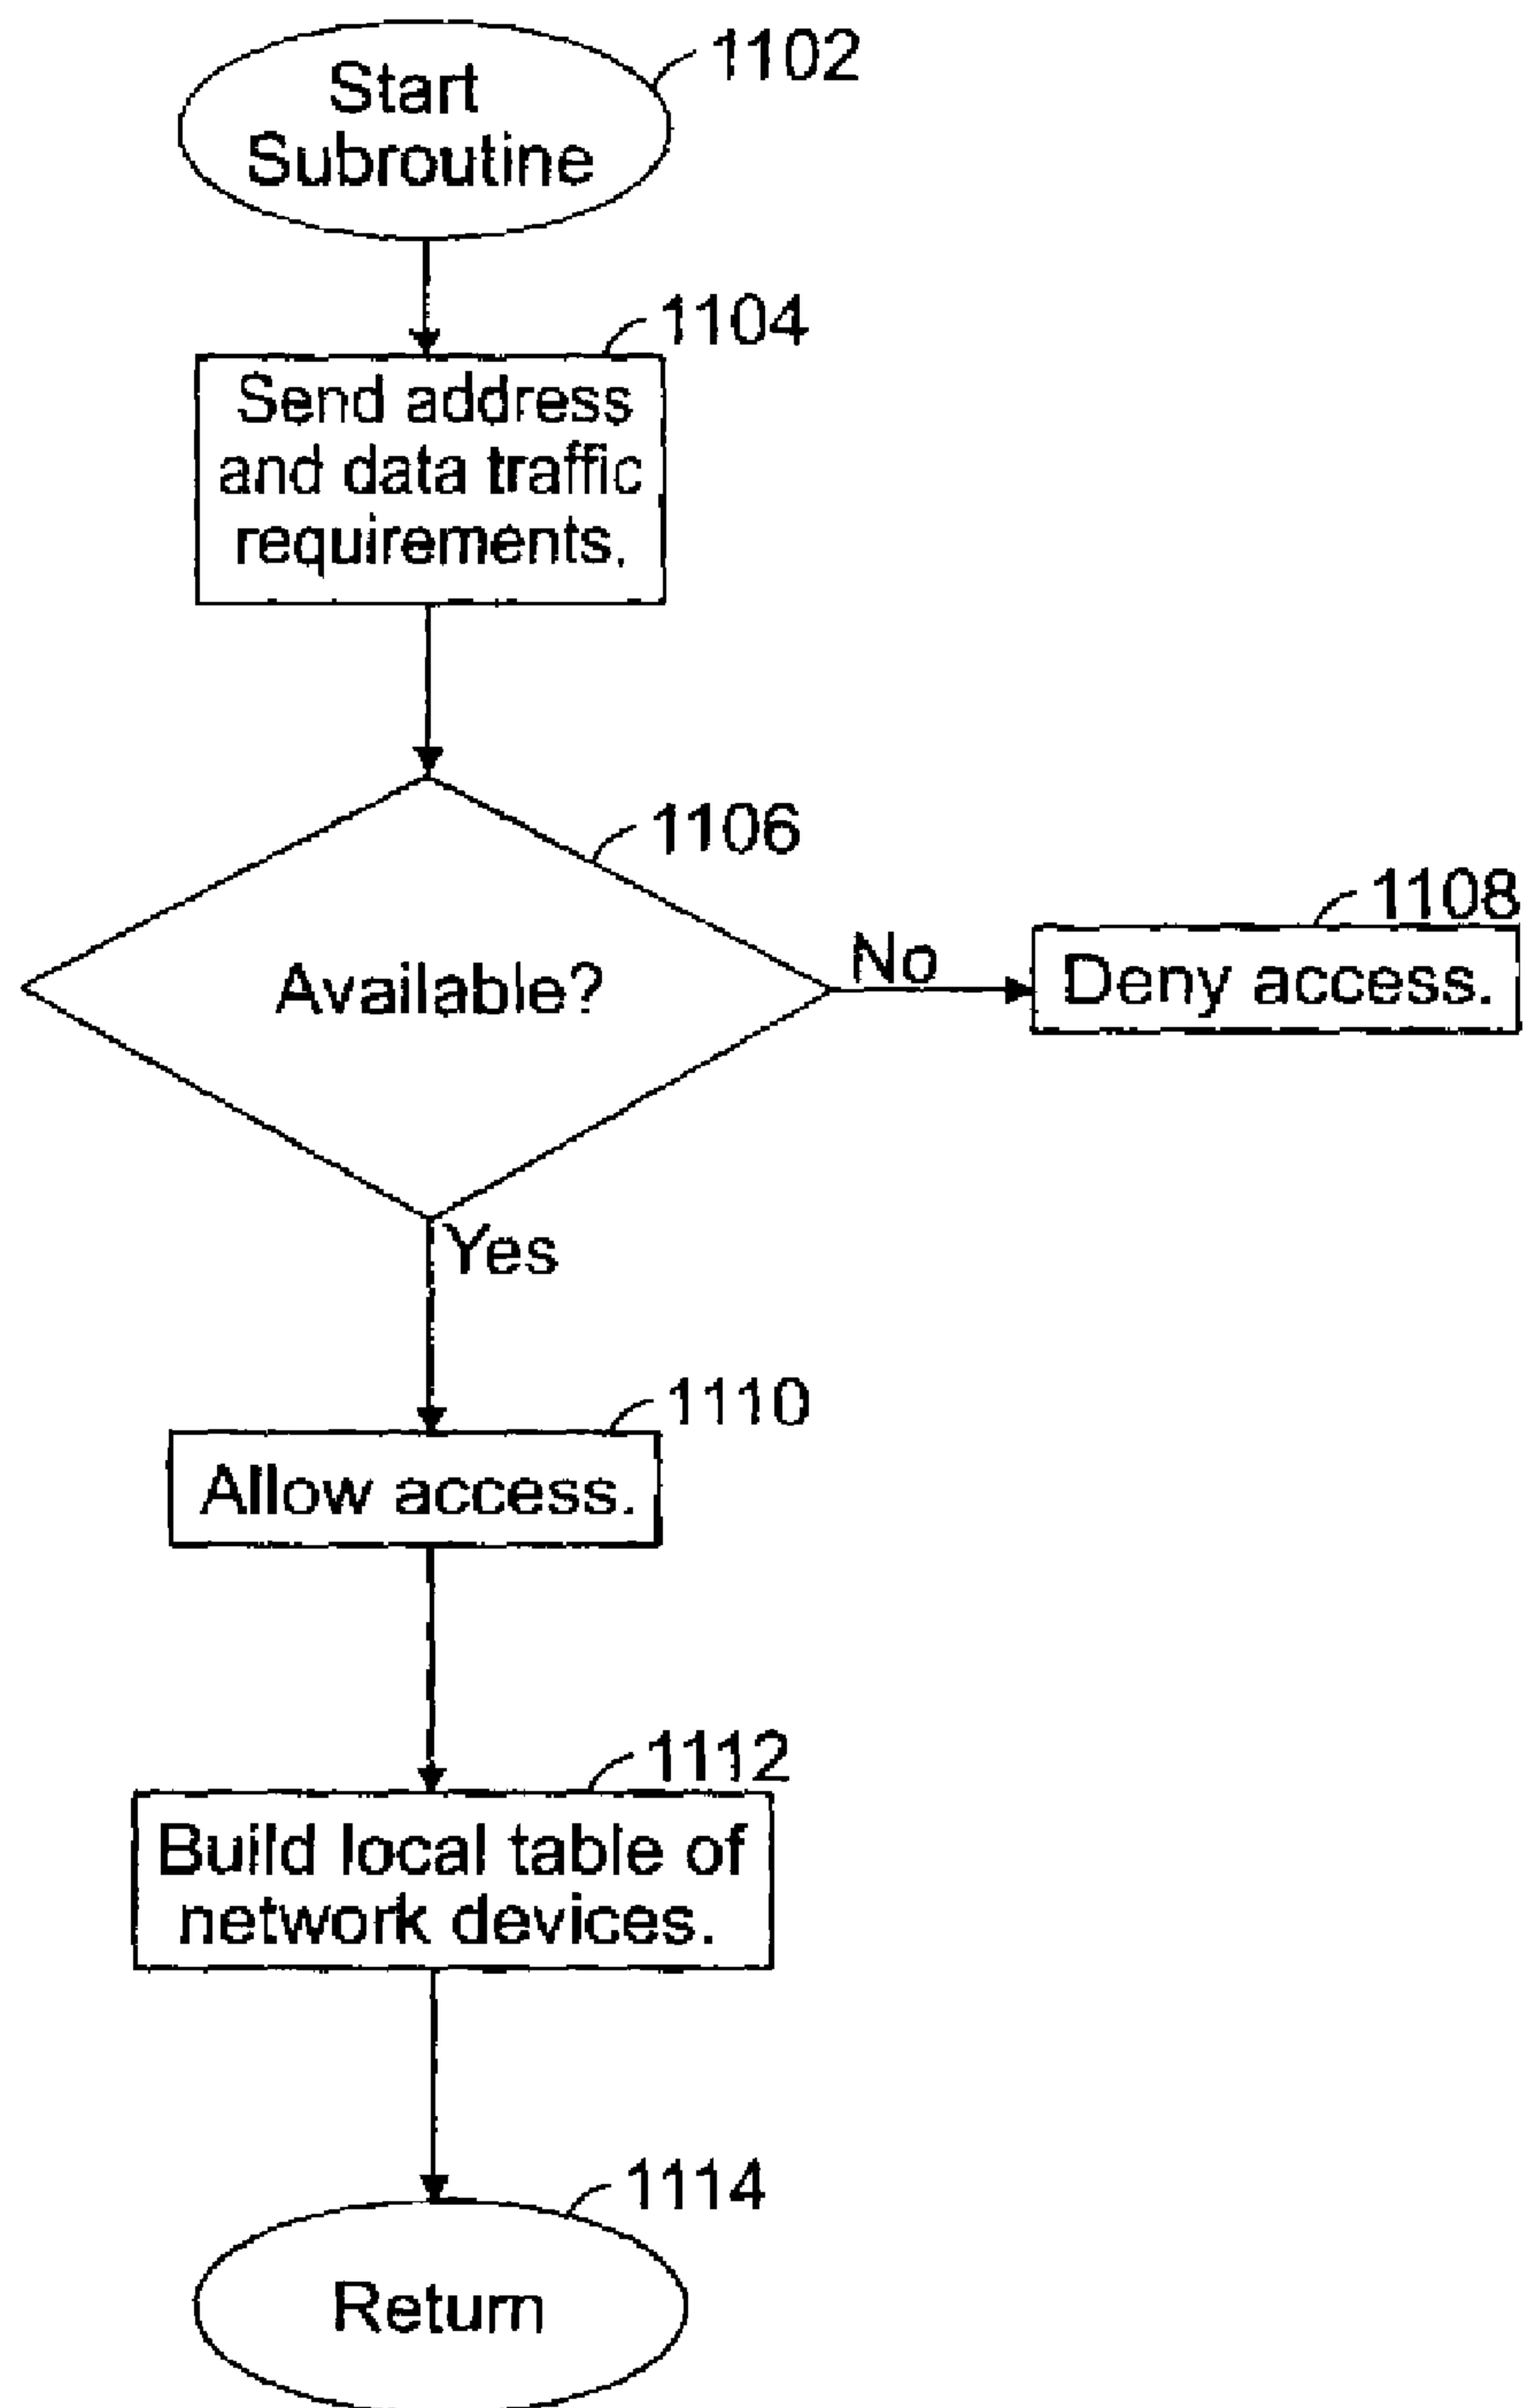 1102
Start
Subroutine
1104
Send address
and data traffic
requirements.
1106
Available?
No
1108
Deny access.
Yes
1110
Allow access.
1112
Build local table of
network devices.
1114
Return